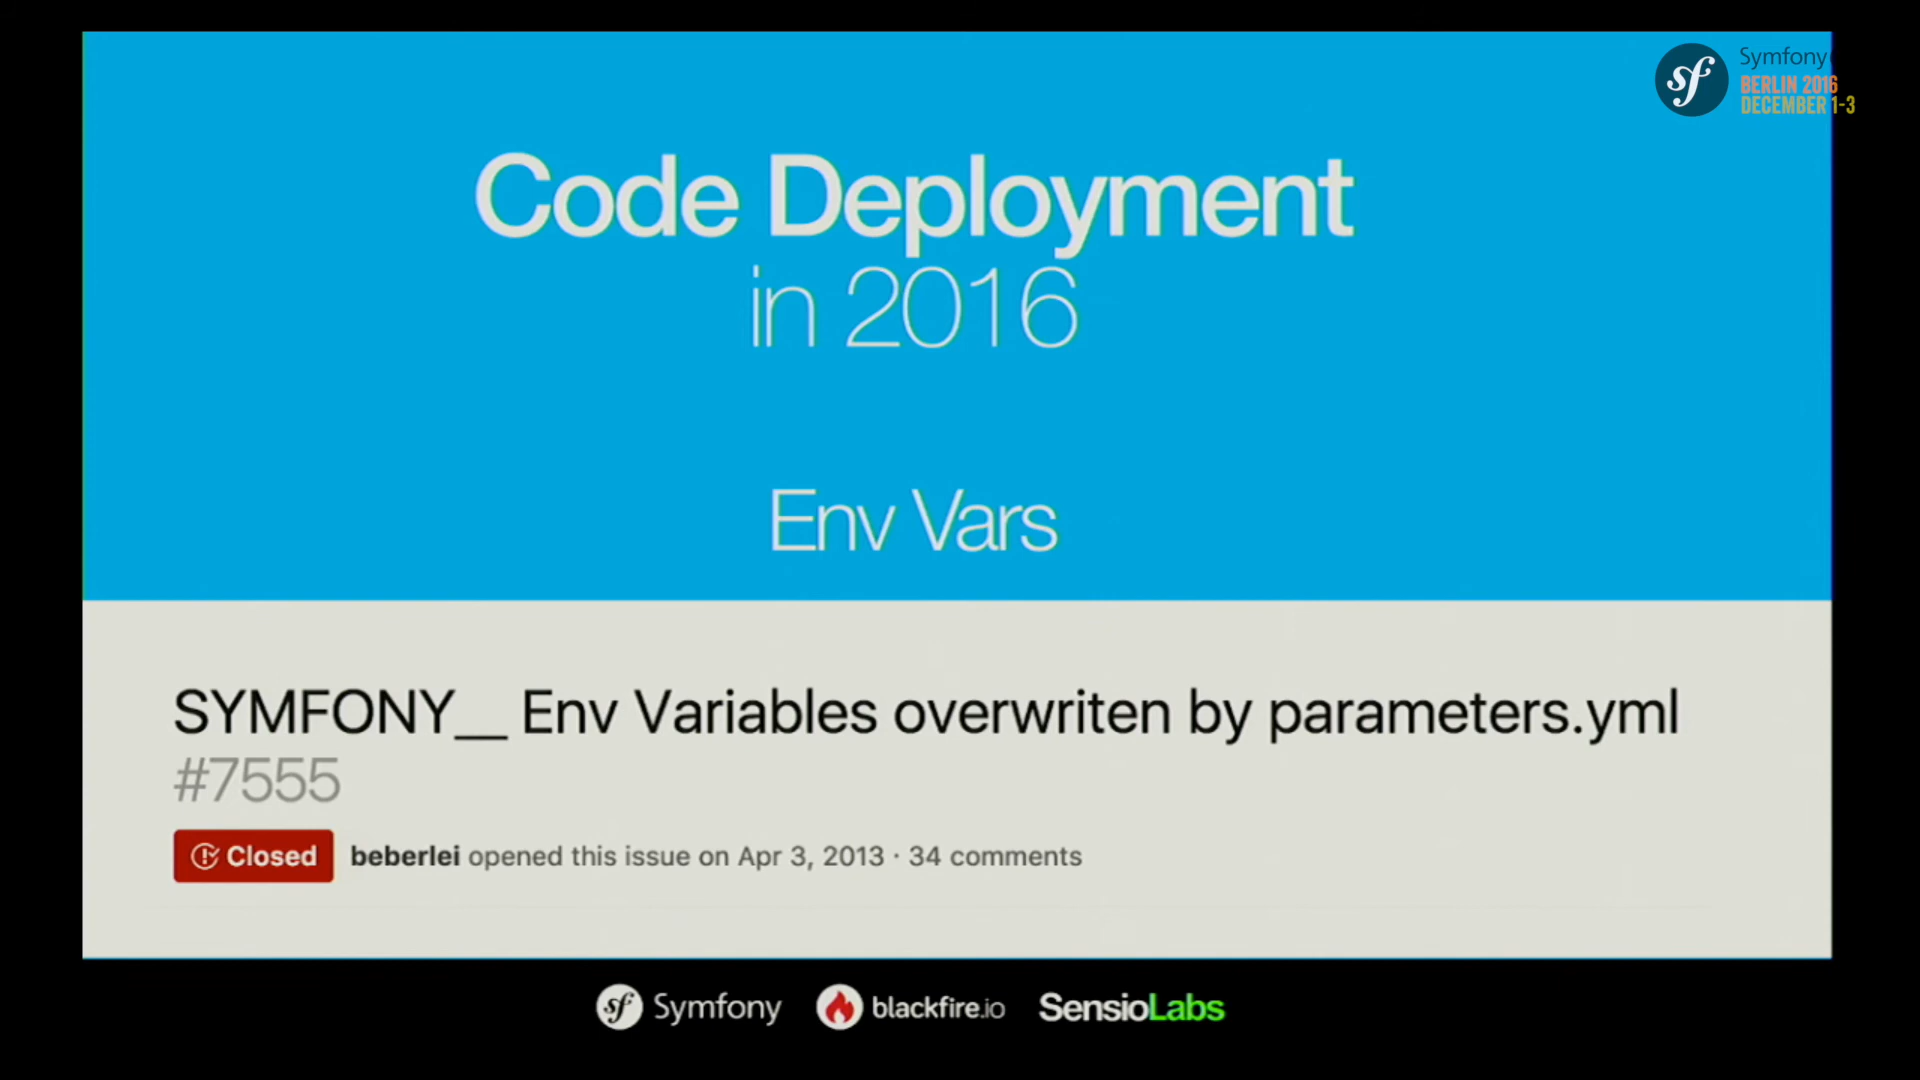 Symfony
BERLIN 2016
DECEMBER 1-3
Code Deployment
in 2016
Env Vars
SYMFONY__ Env Variables overwriten by parameters.yml
#7555
Closed beberlei opened this issue on Apr 3, 2013 · 34 comments
sf Symfony blackfire.io SensioLabs